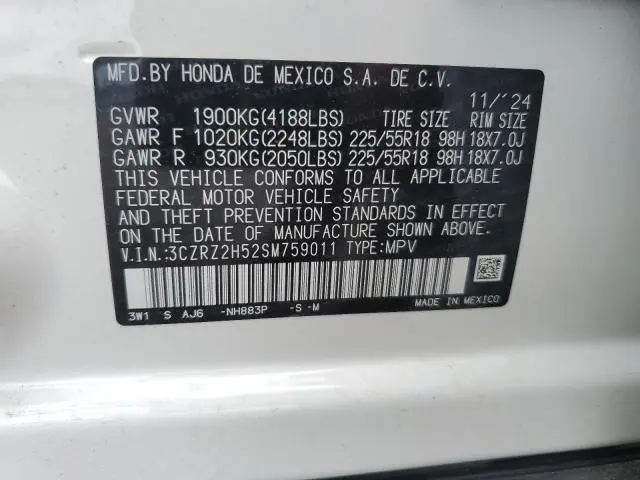 MFD.BY HONDA DE MEXICO S.A. DE C.V.
11/'24
GVWR 1900KG(4188LBS) TIRE SIZE RIM SIZE
GAWR F 1020KG(2248LBS) 225/55R18 98H 18X7.0J
GAWR R 930KG(2050LBS) 225/55R18 98H 18X7.0J
THIS VEHICLE CONFORMS TO ALL APPLICABLE
FEDERAL MOTOR VEHICLE SAFETY
AND THEFT PREVENTION STANDARDS IN EFFECT
ON THE DATE OF MANUFACTURE SHOWN ABOVE.
V.I.N.:3CZRZ2H52SM759011 TYPE:MPV
3W1 S AJ6 -NH883P -S -M
MADE IN MEXICO